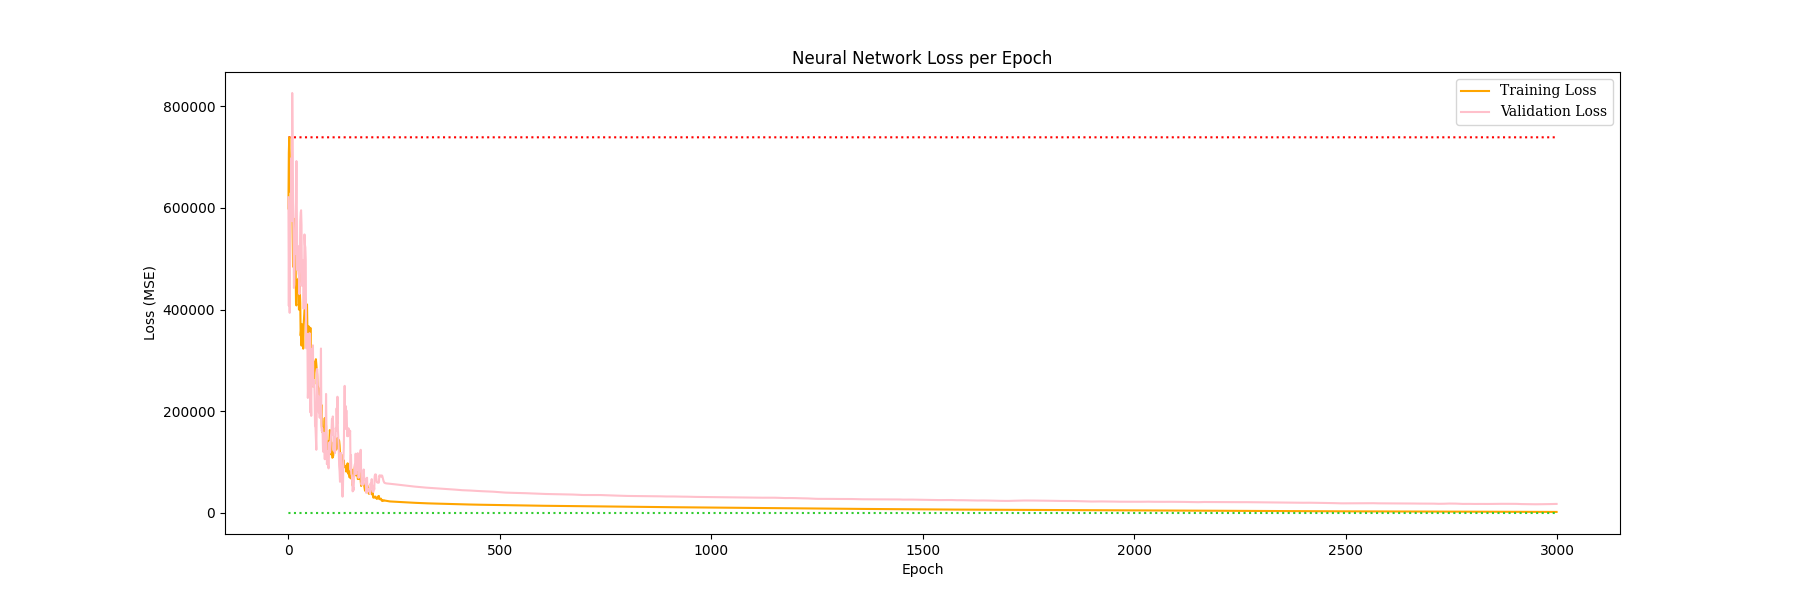 Neural Network Loss per Epoch
Training Loss
Validation Loss
800000
600000
400000
200000
0
Loss (MSE)
0 500 1000 1500 2000 2500 3000
Epoch